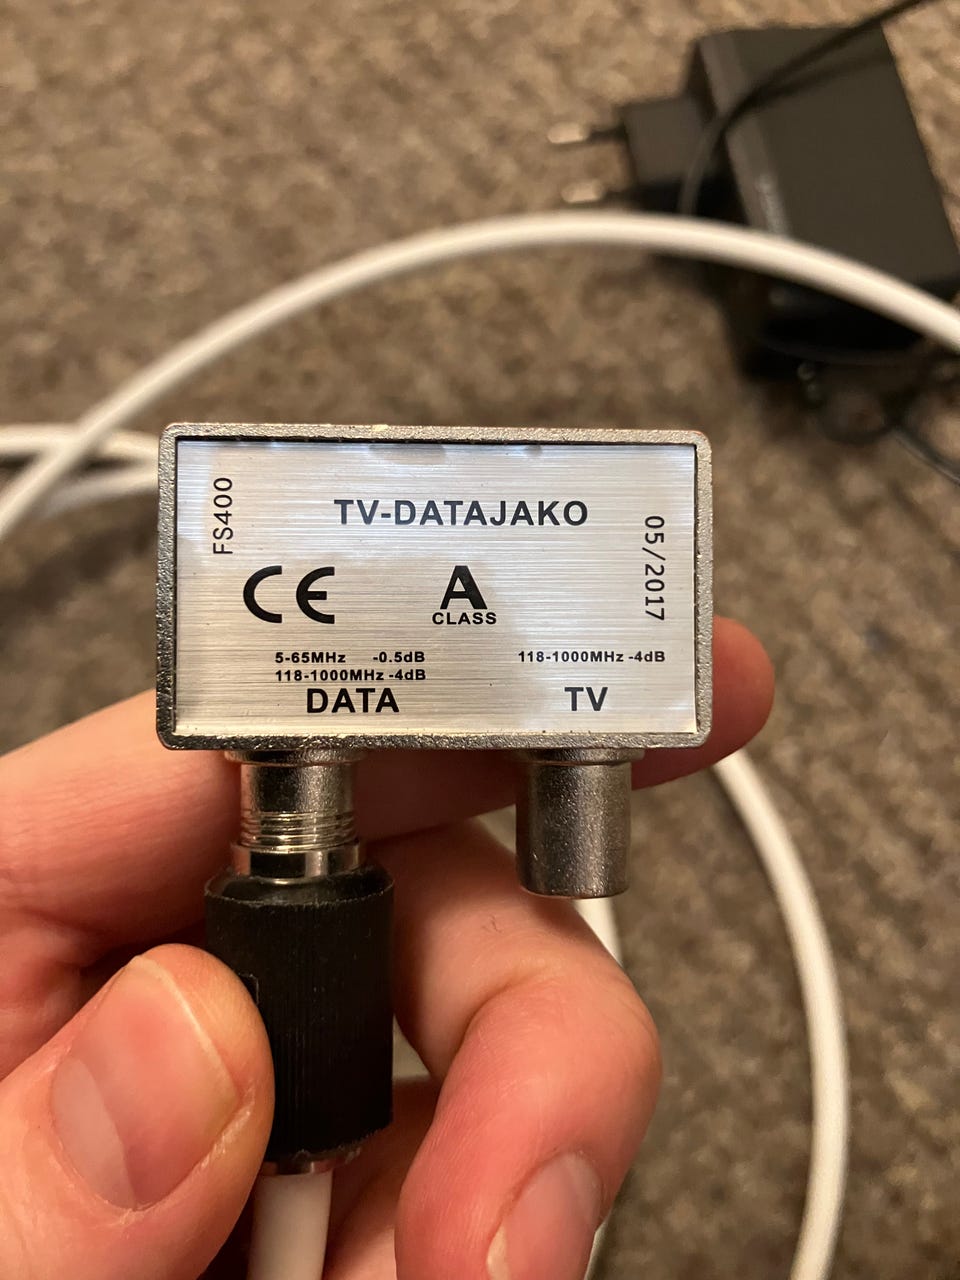 FS400
TV-DATAJAKO
05/2017
CE
A
CLASS
5-65MHz -0.5dB
118-1000MHz -4dB
DATA
118-1000MHz -4dB
TV